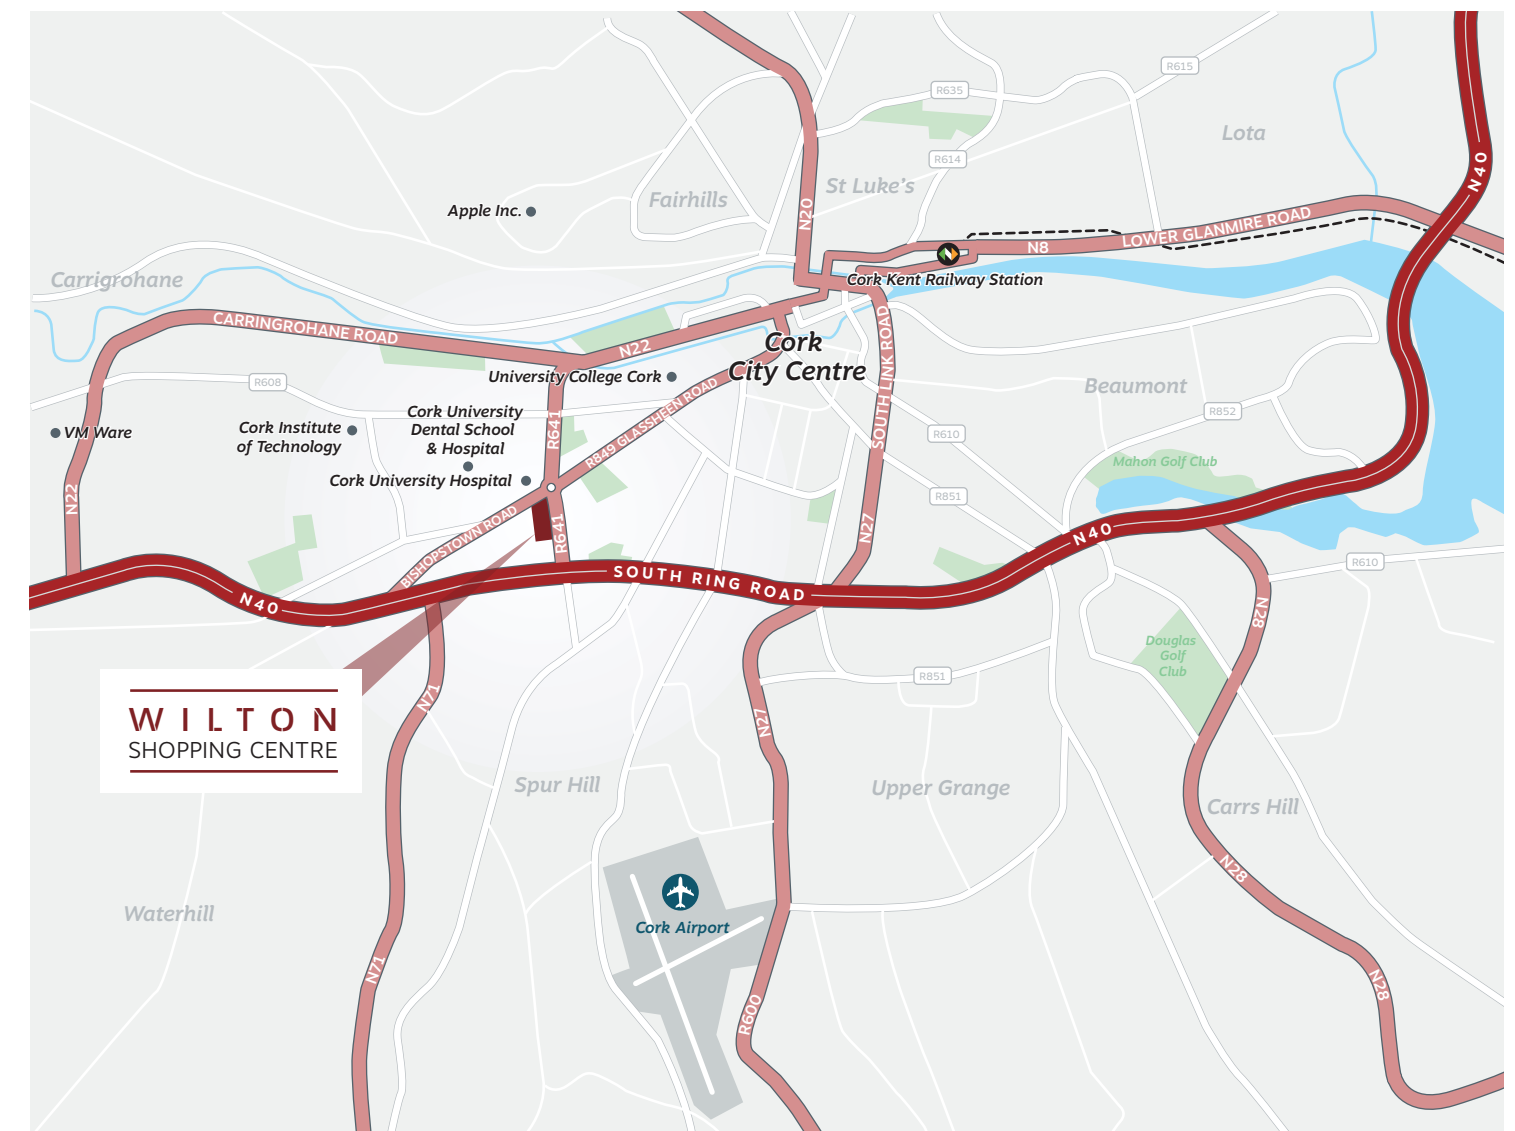 R615
R635
N40
Lota
R614
St Luke's
Fairhills
Apple Inc.
N20
LOWER GLANMIRE ROAD
N8
Carrigrohane
Cork Kent Railway Station
CARRINGROHANE ROAD
N22
SOUTH LINK ROAD
Cork
City Centre
University College Cork
R608
Beaumont
R849 GLASSHEEN ROAD
R852
Cork University
Dental School
& Hospital
R641
Cork Institute
of Technology
VM Ware
R610
Mahon Golf Club
Cork University Hospital
N22
R851
BISHOPSTOWN ROAD
R641
N27
N40
R610
SOUTH RING ROAD
N40
N28
Douglas
Golf
Club
R851
N71
N27
WILTON
SHOPPING CENTRE
Spur Hill
Upper Grange
Carrs Hill
N28
Waterhill
Cork Airport
N71
N28
R600